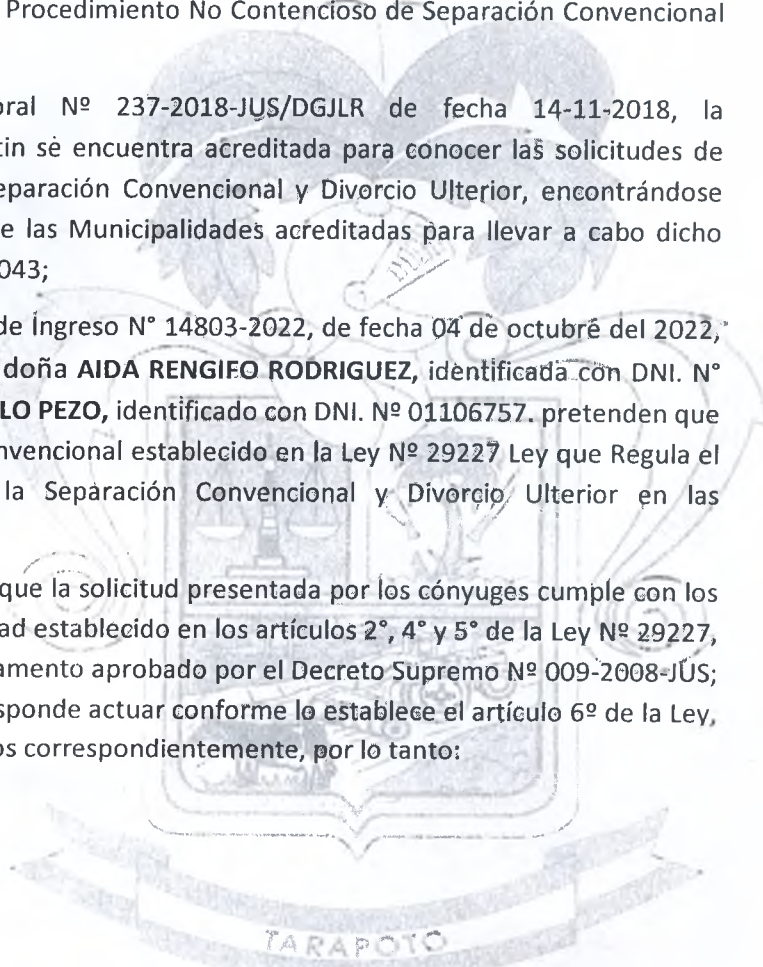 Procedimiento No Contencioso de Separación Convencional
oral Nº 237-2018-JUS/DGJLR de fecha 14-11-2018, la
tin se encuentra acreditada para conocer las solicitudes de
eparación Convencional y Divorcio Ulterior, encontrándose
e las Municipalidades acreditadas para llevar a cabo dicho
043;
de Ingreso N° 14803-2022, de fecha 04 de octubre del 2022,
doña AIDA RENGIFO RODRIGUEZ, identificada con DNI. N°
LO PEZO, identificado con DNI. Nº 01106757. pretenden que
nvencional establecido en la Ley Nº 29227 Ley que Regula el
la Separación Convencional y Divorcio Ulterior en las
que la solicitud presentada por los cónyuges cumple con los
ad establecido en los artículos 2°, 4° y 5° de la Ley Nº 29227,
amento aprobado por el Decreto Supremo Nº 009-2008-JUS;
sponde actuar conforme lo establece el artículo 6º de la Ley,
os correspondientemente, por lo tanto:
TARAPOTO